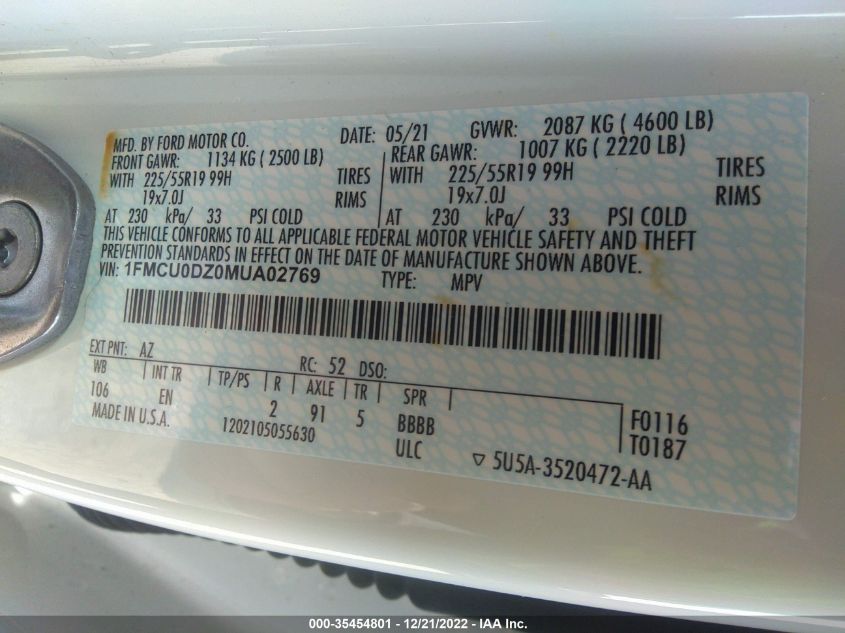 MFD. BY FORD MOTOR CO. DATE: 05/21 GVWR: 2087 KG ( 4600 LB)
FRONT GAWR: 1134 KG ( 2500 LB) REAR GAWR: 1007 KG ( 2220 LB)
WITH 225/55R19 99H TIRES WITH 225/55R19 99H TIRES
19x7.0J RIMS 19x7.0J RIMS
AT 230 kPa/ 33 PSI COLD AT 230 kPa/ 33 PSI COLD
THIS VEHICLE CONFORMS TO ALL APPLICABLE FEDERAL MOTOR VEHICLE SAFETY AND THEFT
PREVENTION STANDARDS IN EFFECT ON THE DATE OF MANUFACTURE SHOWN ABOVE.
VIN: 1FMCU0DZ0MUA02769 TYPE: MPV
EXT PNT: AZ RC: 52 DSO:
WB INT TR TP/PS R AXLE TR SPR
106 EN 2 91 5 BBBB F0116
MADE IN U.S.A. 1202105055630 ULC T0187
5U5A-3520472-AA
000-35454801 - 12/21/2022 - IAA Inc.